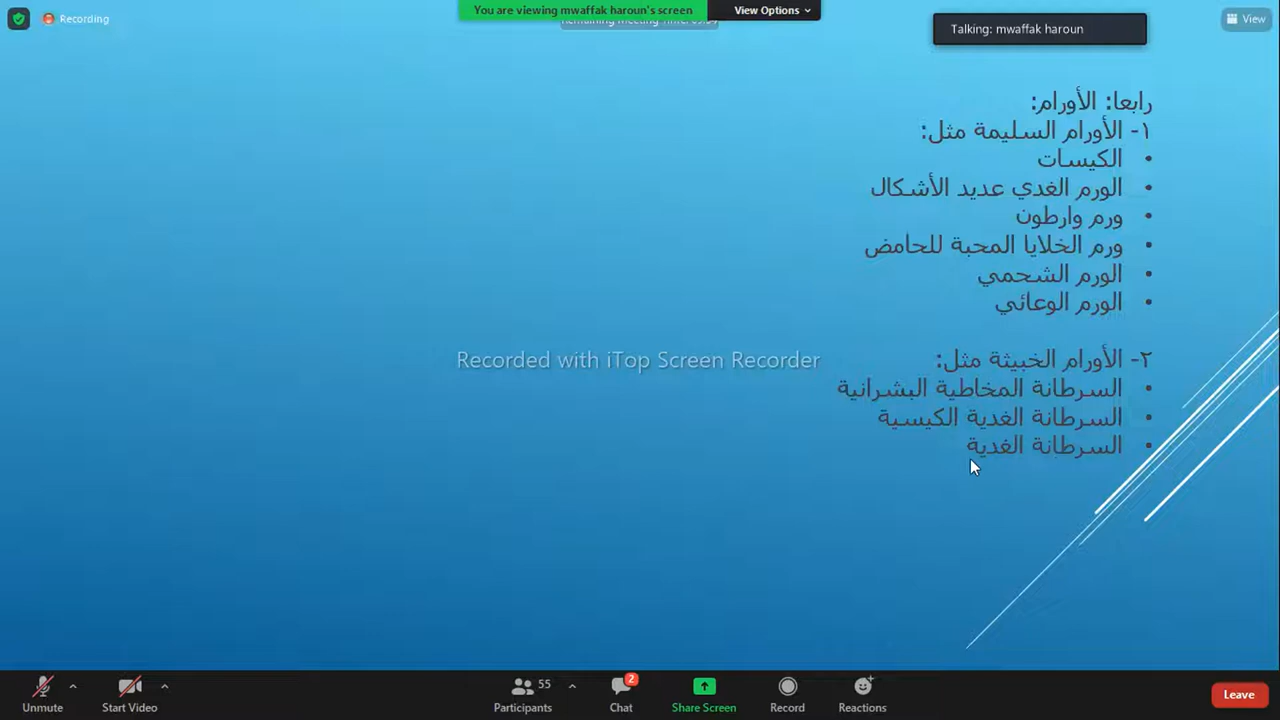 You are viewing mwaffak haroun's screen
View Options
Recording
Talking: mwaffak haroun
View
رابعا: الأورام:
١- الأورام السليمة مثل:
• الكيسات
• الورم الغدي عديد الأشكال
• ورم وارطون
• ورم الخلايا المحبة للحامض
• الورم الشحمي
• الورم الوعائي
٢- الأورام الخبيثة مثل:
• السرطانة المخاطية البشرانية
• السرطانة الغدية الكيسية
• السرطانة الغدية
Recorded with iTop Screen Recorder
Unmute
Start Video
55
Participants
2
Chat
Share Screen
Record
Reactions
Leave